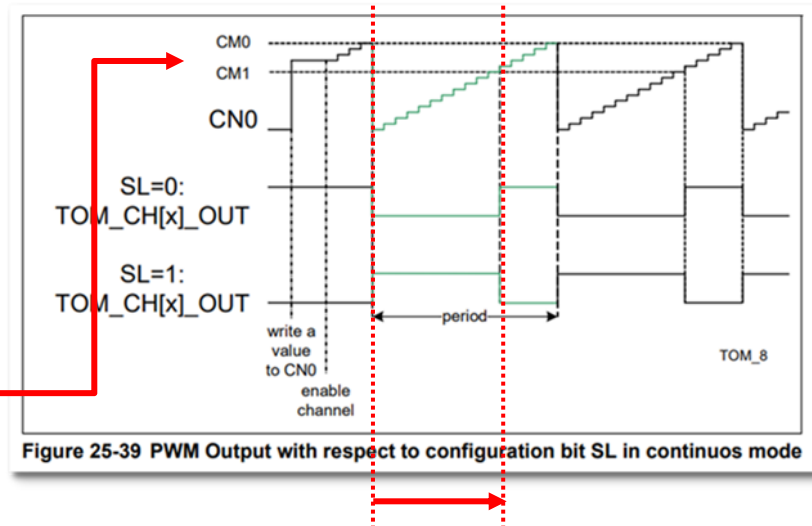 CM0
CM1
CN0
SL=0:
TOM_CH[x]_OUT
SL=1:
TOM_CH[x]_OUT
period
write a
value
to CN0
enable
channel
TOM_8
Figure 25-39 PWM Output with respect to configuration bit SL in continuos mode